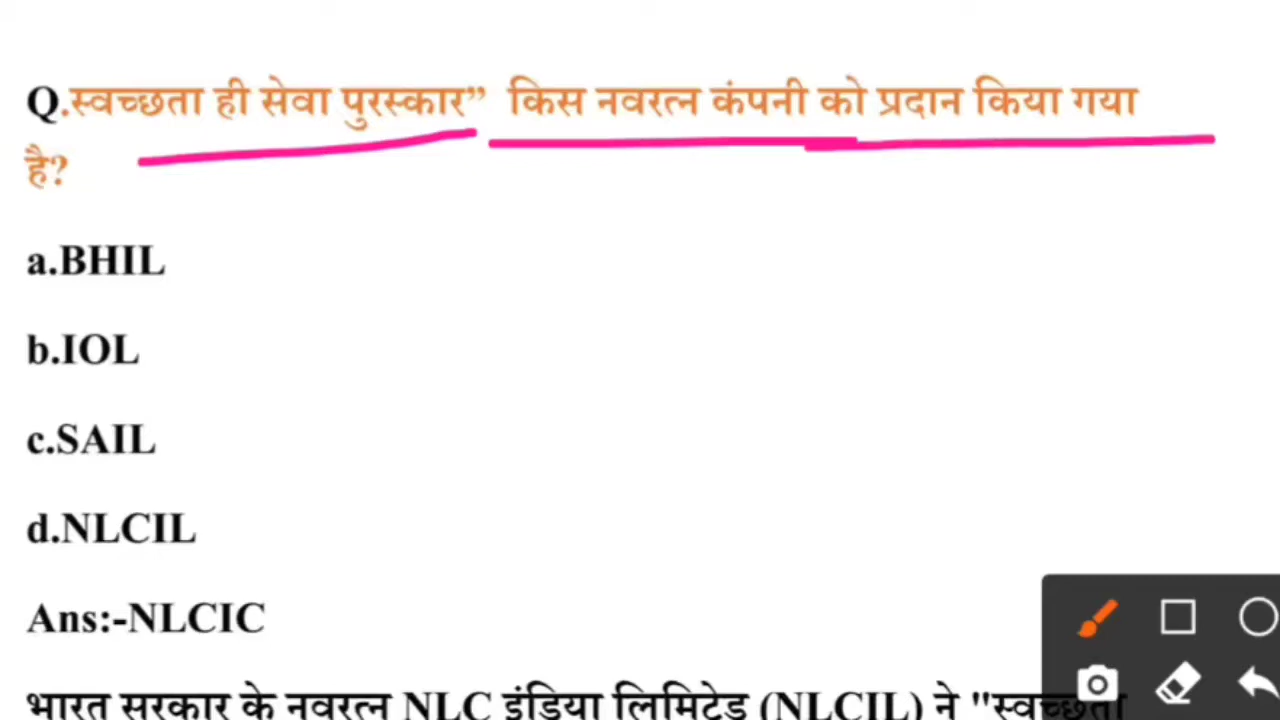 Q.स्वच्छता ही सेवा पुरस्कार” किस नवरत्न कंपनी को प्रदान किया गया
है?
a.BHIL
b.IOL
c.SAIL
d.NLCIL
Ans:-NLCIC
भारत सरकार के नवरत्न NLC इंडिया लिमिटेड (NLCIL) ने "स्वच्छता